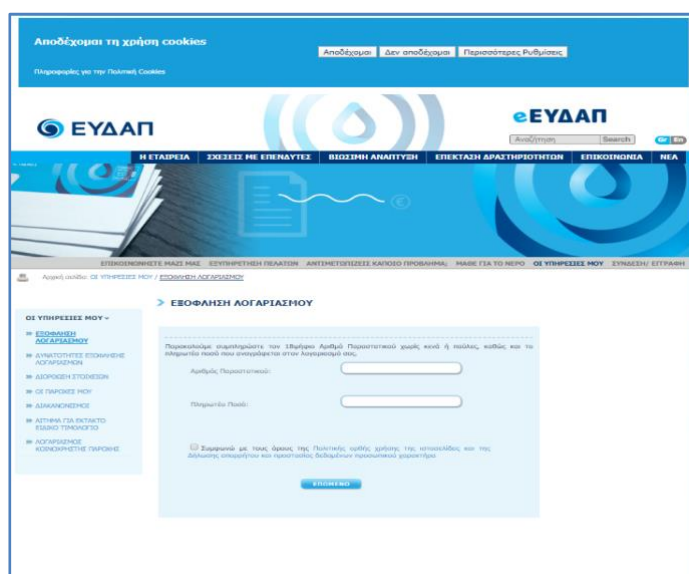 Αποδέχομαι τη χρήση cookies
Αποδέχομαι Δεν αποδέχομαι Περισσότερες Ρυθμίσεις
Πληροφορίες για την Πολιτική Cookies
ΕΥΔΑΠ
eΕΥΔΑΠ
Αναζήτηση Search Gr En
Η ΕΤΑΙΡΕΙΑ ΣΧΕΣΕΙΣ ΜΕ ΕΠΕΝΔΥΤΕΣ ΒΙΩΣΙΜΗ ΑΝΑΠΤΥΞΗ ΕΠΕΚΤΑΣΗ ΔΡΑΣΤΗΡΙΟΤΗΤΩΝ ΕΠΙΚΟΙΝΩΝΙΑ ΝΕΑ
ΕΠΙΚΟΙΝΩΝΗΣΤΕ ΜΑΖΙ ΜΑΣ ΕΞΥΠΗΡΕΤΗΣΗ ΠΕΛΑΤΩΝ ΑΝΤΙΜΕΤΩΠΙΖΕΙΣ ΚΑΠΟΙΟ ΠΡΟΒΛΗΜΑ; ΜΑΘΕ ΓΙΑ ΤΟ ΝΕΡΟ ΟΙ ΥΠΗΡΕΣΙΕΣ ΜΟΥ ΣΥΝΔΕΣΗ/ ΕΓΓΡΑΦΗ
Αρχική σελίδα: ΟΙ ΥΠΗΡΕΣΙΕΣ ΜΟΥ / ΕΞΟΦΛΗΣΗ ΛΟΓΑΡΙΑΣΜΟΥ
ΕΞΟΦΛΗΣΗ ΛΟΓΑΡΙΑΣΜΟΥ
ΟΙ ΥΠΗΡΕΣΙΕΣ ΜΟΥ
ΕΞΟΦΛΗΣΗ
ΛΟΓΑΡΙΑΣΜΟΥ
ΔΥΝΑΤΟΤΗΤΕΣ ΕΞΟΦΛΗΣΗΣ
ΛΟΓΑΡΙΑΣΜΩΝ
ΔΙΟΡΘΩΣΗ ΣΤΟΙΧΕΙΩΝ
ΟΙ ΠΑΡΟΧΕΣ ΜΟΥ
ΔΙΑΚΑΝΟΝΙΣΜΟΣ
ΑΙΤΗΜΑ ΓΙΑ ΕΚΤΑΚΤΟ
ΕΙΔΙΚΟ ΤΙΜΟΛΟΓΙΟ
ΛΟΓΑΡΙΑΣΜΟΣ
ΚΟΙΝΟΧΡΗΣΤΗΣ ΠΑΡΟΧΗΣ
Παρακαλούμε συμπληρώστε τον 18ψήφιο Αριθμό Παραστατικού χωρίς κενά ή παύλες, καθώς και το
πληρωτέο ποσό που αναγράφεται στον λογαριασμό σας.
Αριθμός Παραστατικού:
Πληρωτέο Ποσό:
Συμφωνώ με τους όρους της Πολιτικής ορθής χρήσης της ιστοσελίδας και της
Δήλωσης απορρήτου και προστασίας δεδομένων προσωπικού χαρακτήρα
ΕΠΟΜΕΝΟ